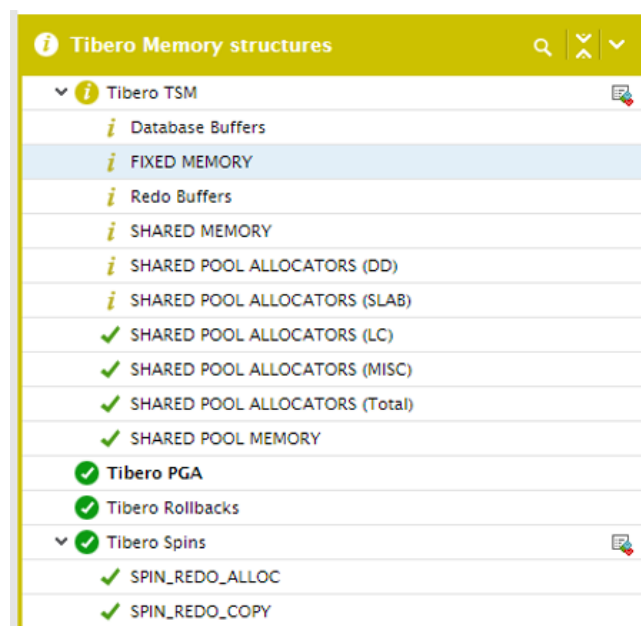 Tibero Memory structures
Tibero TSM
Database Buffers
FIXED MEMORY
Redo Buffers
SHARED MEMORY
SHARED POOL ALLOCATORS (DD)
SHARED POOL ALLOCATORS (SLAB)
SHARED POOL ALLOCATORS (LC)
SHARED POOL ALLOCATORS (MISC)
SHARED POOL ALLOCATORS (Total)
SHARED POOL MEMORY
Tibero PGA
Tibero Rollbacks
Tibero Spins
SPIN_REDO_ALLOC
SPIN_REDO_COPY